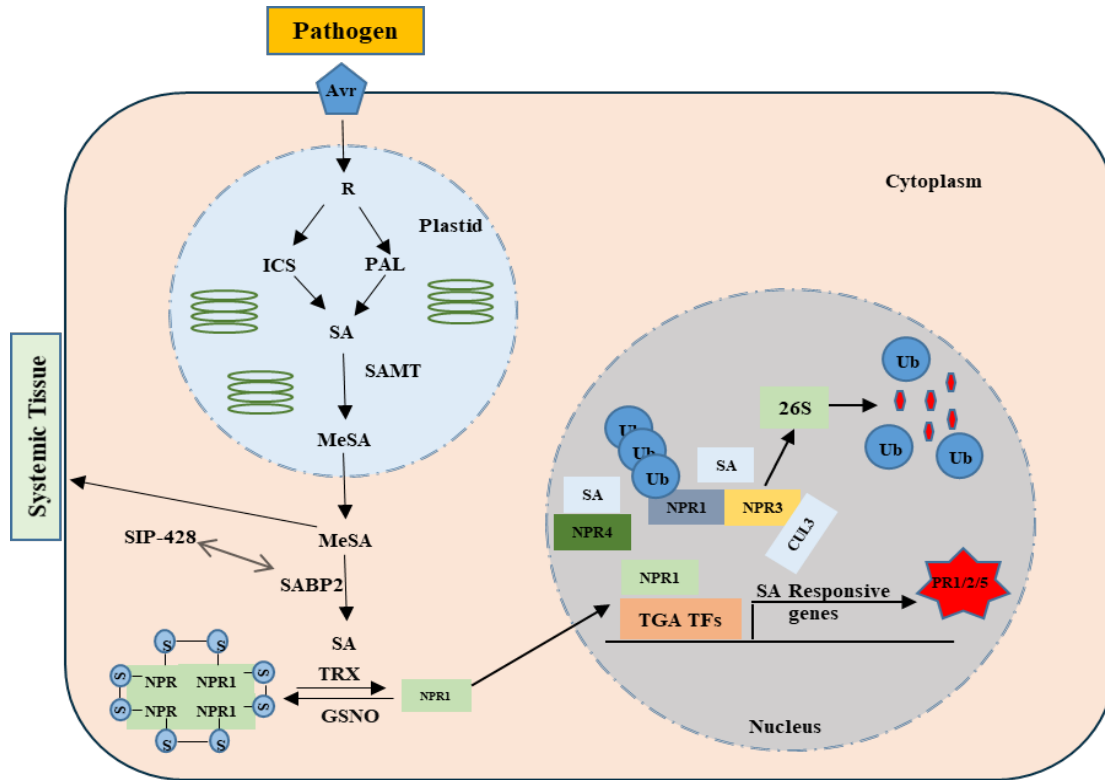 Pathogen
Avr
Cytoplasm
R
Plastid
ICS
PAL
SA
SAMT
MeSA
Systemic Tissue
MeSA
SIP-428
SABP2
SA
TRX
GSNO
NPR1
S
S
S
S
S
S
S
S
NPR NPR1
NPR NPR1
Ub
Ub
Ub
Ub
26S
Ub
Ub
SA
SA
NPR1
NPR3
NPR4
CUL3
NPR1
TGA TFs
SA Responsive
genes
PR1/2/5
Nucleus